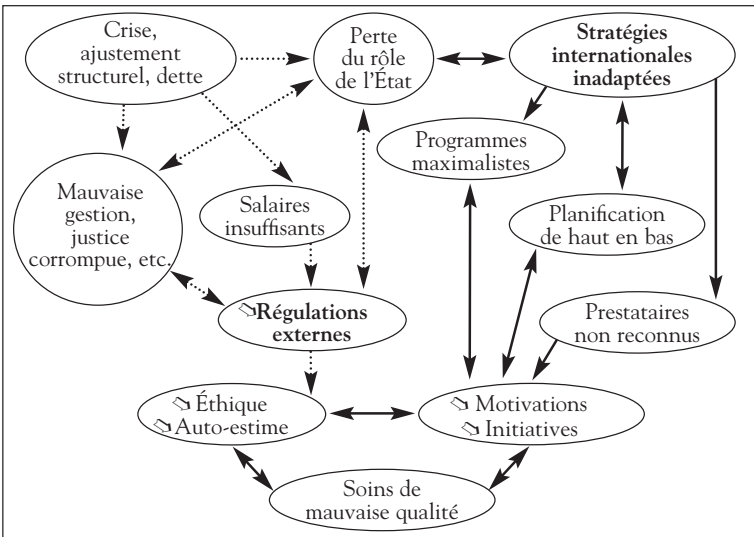 Crise,
ajustement
structurel, dette
Perte
du rôle
de l’État
Stratégies
internationales
inadaptées
Programmes
maximalistes
Mauvaise
gestion,
justice
corrompue, etc.
Salaires
insuffisants
Planification
de haut en bas
Régulations
externes
Prestataires
non reconnus
Éthique
Auto-estime
Motivations
Initiatives
Soins de
mauvaise qualité